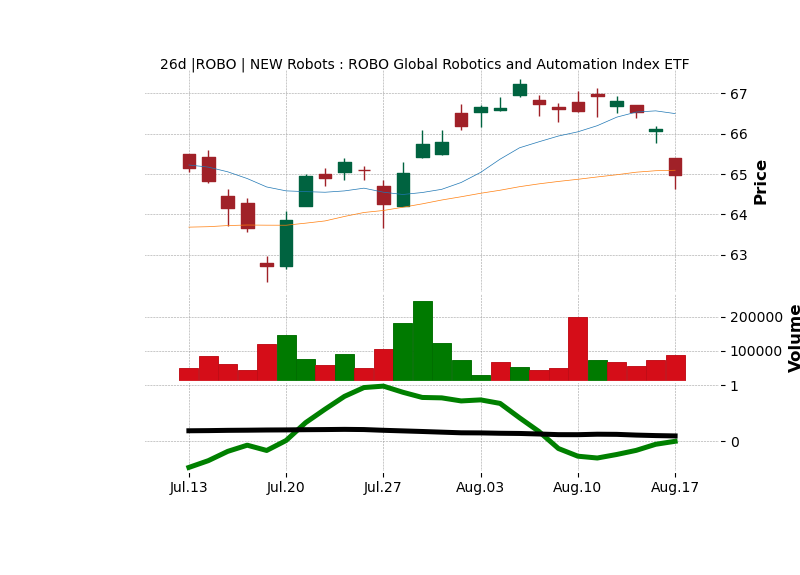 26d |ROBO | NEW Robots : ROBO Global Robotics and Automation Index ETF
67
66
65
64
63
Price
200000
100000
Volume
1
0
Jul.13 Jul.20 Jul.27 Aug.03 Aug.10 Aug.17